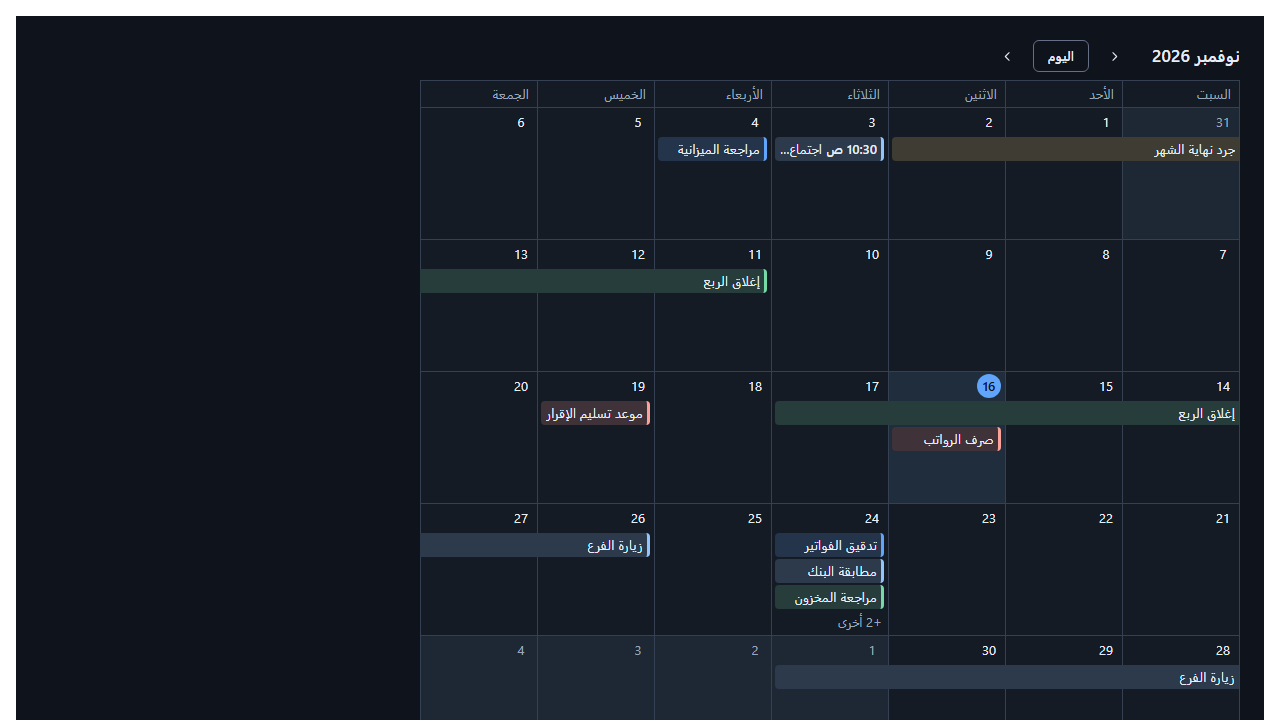 نوفمبر 2026
اليوم
السبت الأحد الاثنين الثلاثاء الأربعاء الخميس الجمعة
31 1 2 3 4 5 6
جرد نهاية الشهر 10:30 ص اجتماع... مراجعة الميزانية
7 8 9 10 11 12 13
إغلاق الربع
14 15 16 17 18 19 20
إغلاق الربع موعد تسليم الإقرار
صرف الرواتب
21 22 23 24 25 26 27
تدقيق الفواتير زيارة الفرع
مطابقة البنك
مراجعة المخزون
+2 أخرى
28 29 30 1 2 3 4
زيارة الفرع